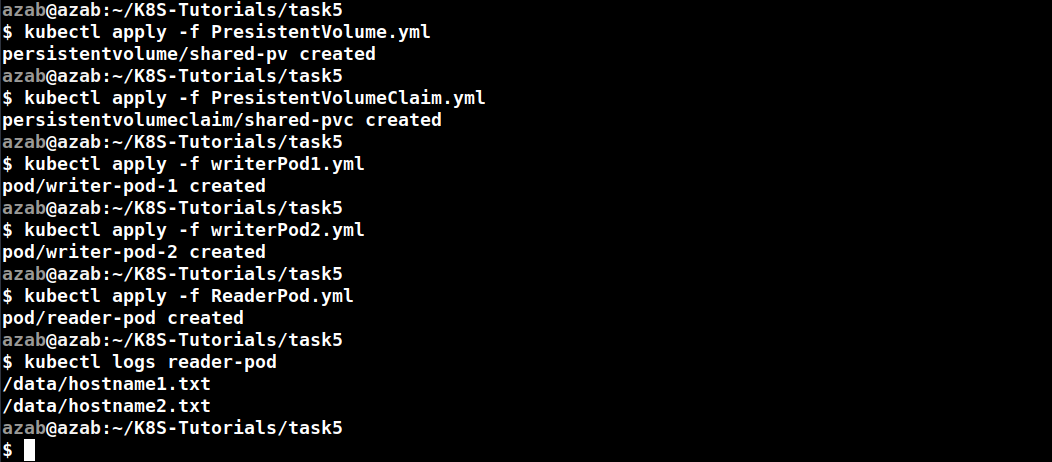 azab@azab:~/K8S-Tutorials/task5
$ kubectl apply -f PresistentVolume.yml
persistentvolume/shared-pv created
azab@azab:~/K8S-Tutorials/task5
$ kubectl apply -f PresistentVolumeClaim.yml
persistentvolumeclaim/shared-pvc created
azab@azab:~/K8S-Tutorials/task5
$ kubectl apply -f writerPod1.yml
pod/writer-pod-1 created
azab@azab:~/K8S-Tutorials/task5
$ kubectl apply -f writerPod2.yml
pod/writer-pod-2 created
azab@azab:~/K8S-Tutorials/task5
$ kubectl apply -f ReaderPod.yml
pod/reader-pod created
azab@azab:~/K8S-Tutorials/task5
$ kubectl logs reader-pod
/data/hostname1.txt
/data/hostname2.txt
azab@azab:~/K8S-Tutorials/task5
$